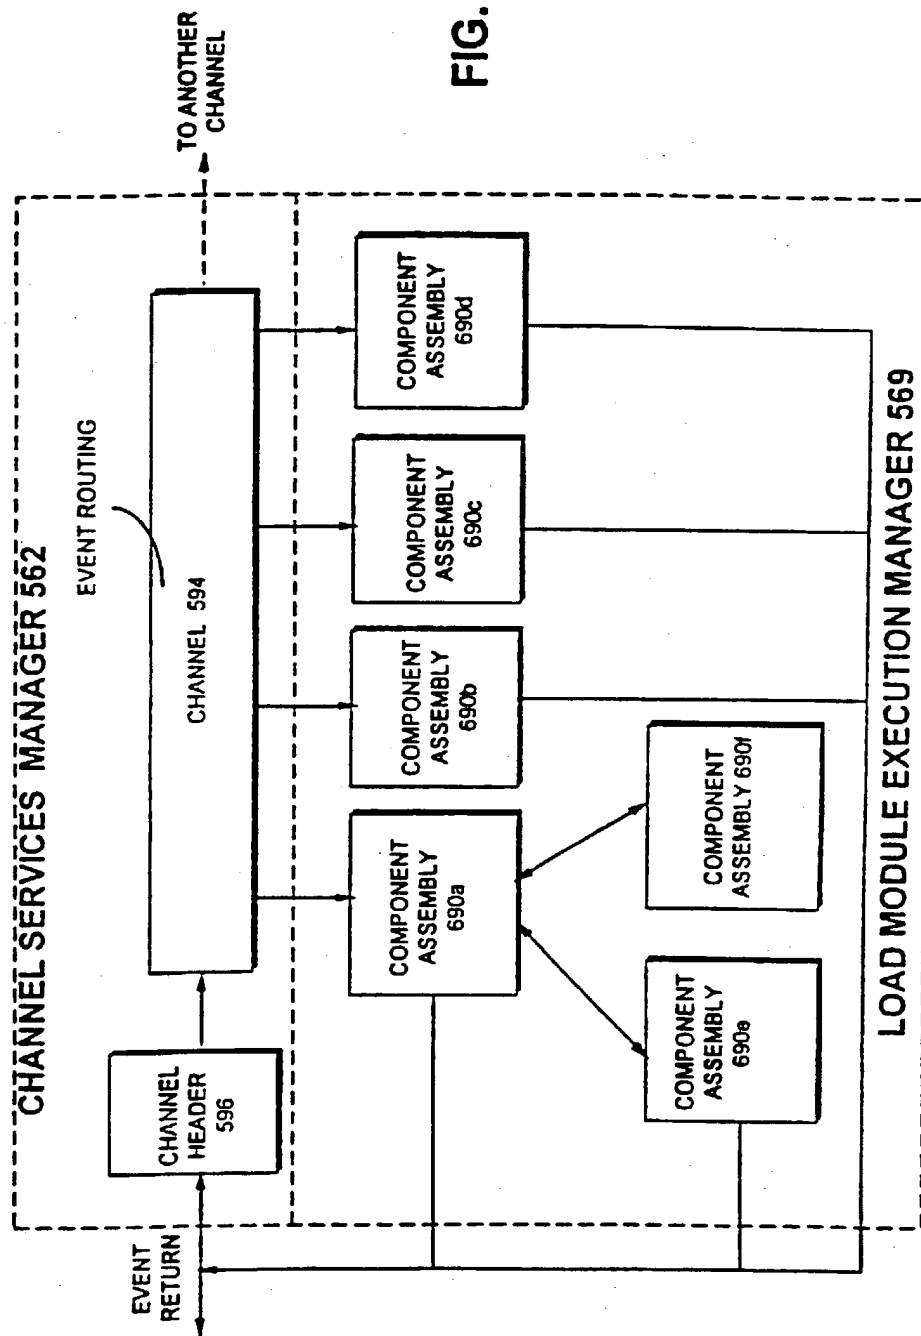 CHANNEL SERVICES MANAGER 562
EVENT ROUTING
EVENT
RETURN
CHANNEL
HEADER
596
CHANNEL 594
TO ANOTHER
CHANNEL
COMPONENT
ASSEMBLY
690a
COMPONENT
ASSEMBLY
690b
COMPONENT
ASSEMBLY
690c
COMPONENT
ASSEMBLY
690d
COMPONENT
ASSEMBLY
690e
COMPONENT
ASSEMBLY 690f
LOAD MODULE EXECUTION MANAGER 569
FIG.